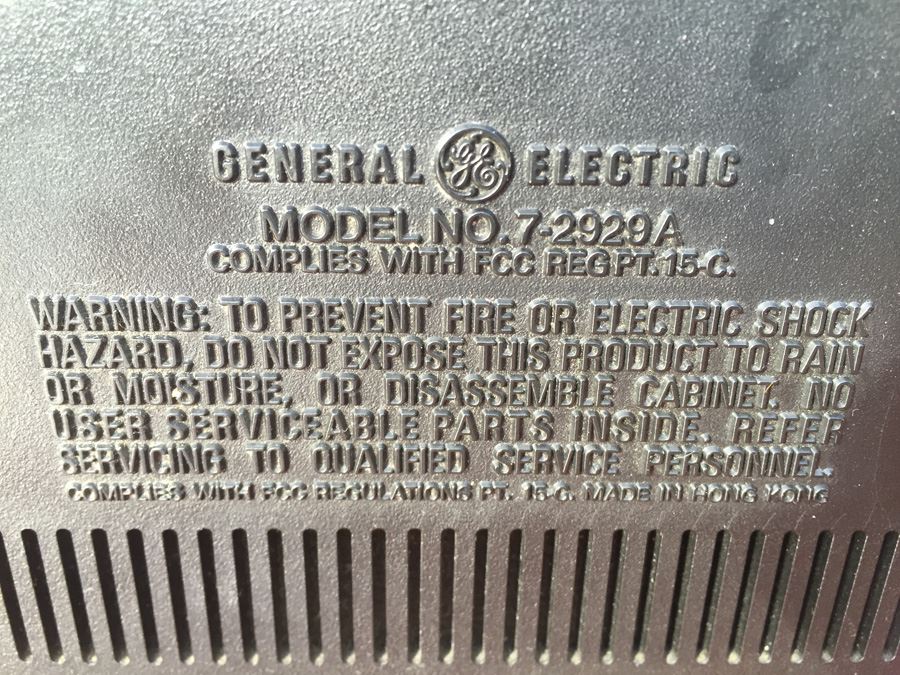 GENERAL GE ELECTRIC
MODEL NO. 7-2929A
COMPLIES WITH FCC REG PT. 15-C.
WARNING: TO PREVENT FIRE OR ELECTRIC SHOCK
HAZARD, DO NOT EXPOSE THIS PRODUCT TO RAIN
OR MOISTURE, OR DISASSEMBLE CABINET. NO
USER SERVICEABLE PARTS INSIDE. REFER
SERVICING TO QUALIFIED SERVICE PERSONNEL.
COMPLIES WITH FCC REGULATIONS PT. 15-C. MADE IN HONG KONG